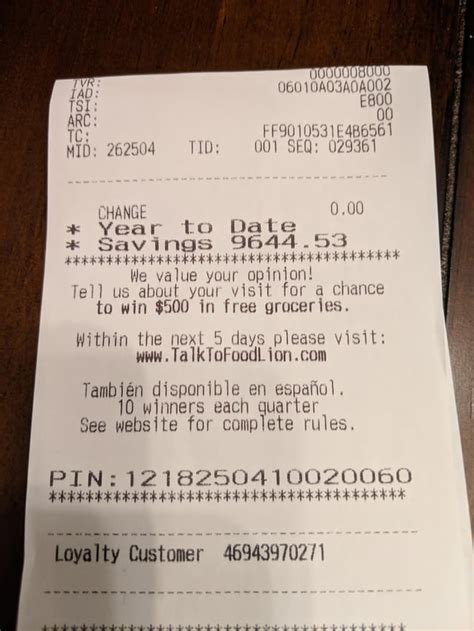 TVR: 0000008000
IAD: 06010A03A0A002
TSI: E800
ARC: 00
TC: FF9010531E4B6561
MID: 262504 TID: 001 SEQ: 029361
CHANGE 0.00
* Year to Date
* Savings 9644.53
****************************************
We value your opinion!
Tell us about your visit for a chance
to win $500 in free groceries.
Within the next 5 days please visit:
www.TalkToFoodLion.com
También disponible en español.
10 winners each quarter
See website for complete rules.
PIN:1218250410020060
****************************************
Loyalty Customer 46943970271